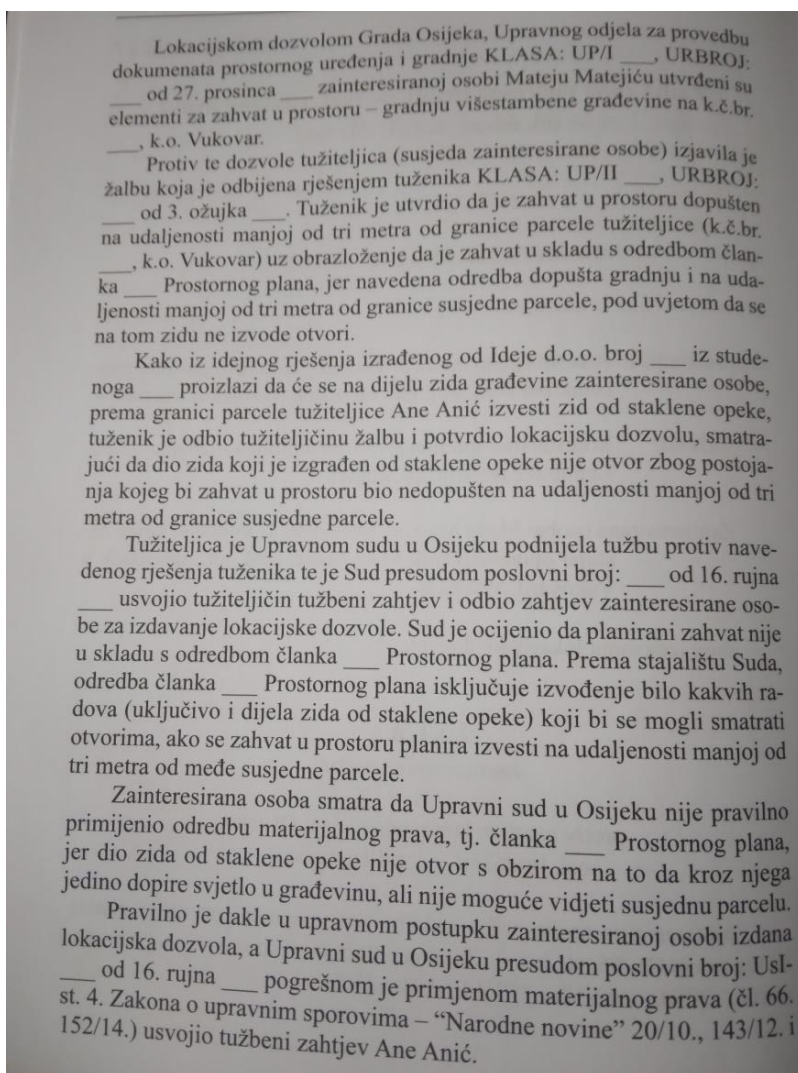 Lokacijskom dozvolom Grada Osijeka, Upravnog odjela za provedbu
dokumenata prostornog uređenja i gradnje KLASA: UP/I ___, URBROJ:
___ od 27. prosinca ___ zainteresiranoj osobi Mateju Matejiću utvrđeni su
elementi za zahvat u prostoru – gradnju višestambene građevine na k.č.br.
___, k.o. Vukovar.
Protiv te dozvole tužiteljica (susjeda zainteresirane osobe) izjavila je
žalbu koja je odbijena rješenjem tuženika KLASA: UP/II ___, URBROJ:
___ od 3. ožujka ___. Tuženik je utvrdio da je zahvat u prostoru dopušten
na udaljenosti manjoj od tri metra od granice parcele tužiteljice (k.č.br.
___, k.o. Vukovar) uz obrazloženje da je zahvat u skladu s odredbom član-
ka ___ Prostornog plana, jer navedena odredba dopušta gradnju i na uda-
ljenosti manjoj od tri metra od granice susjedne parcele, pod uvjetom da se
na tom zidu ne izvode otvori.
Kako iz idejnog rješenja izrađenog od Ideje d.o.o. broj ___ iz stude-
noga ___ proizlazi da će se na dijelu zida građevine zainteresirane osobe,
prema granici parcele tužiteljice Ane Anić izvesti zid od staklene opeke,
tuženik je odbio tužiteljičinu žalbu i potvrdio lokacijsku dozvolu, smatra-
jući da dio zida koji je izgrađen od staklene opeke nije otvor zbog postoja-
nja kojeg bi zahvat u prostoru bio nedopušten na udaljenosti manjoj od tri
metra od granice susjedne parcele.
Tužiteljica je Upravnom sudu u Osijeku podnijela tužbu protiv nave-
denog rješenja tuženika te je Sud presudom poslovni broj: ___ od 16. rujna
___ usvojio tužiteljičin tužbeni zahtjev i odbio zahtjev zainteresirane oso-
be za izdavanje lokacijske dozvole. Sud je ocijenio da planirani zahvat nije
u skladu s odredbom članka ___ Prostornog plana. Prema stajalištu Suda,
odredba članka ___ Prostornog plana isključuje izvođenje bilo kakvih ra-
dova (uključivo i dijela zida od staklene opeke) koji bi se mogli smatrati
otvorima, ako se zahvat u prostoru planira izvesti na udaljenosti manjoj od
tri metra od međe susjedne parcele.
Zainteresirana osoba smatra da Upravni sud u Osijeku nije pravilno
primijenio odredbu materijalnog prava, tj. članka ___ Prostornog plana,
jer dio zida od staklene opeke nije otvor s obzirom na to da kroz njega
jedino dopire svjetlo u građevinu, ali nije moguće vidjeti susjednu parcelu.
Pravilno je dakle u upravnom postupku zainteresiranoj osobi izdana
lokacijska dozvola, a Upravni sud u Osijeku presudom poslovni broj: UsI-
___ od 16. rujna ___ pogrešnom je primjenom materijalnog prava (čl. 66.
st. 4. Zakona o upravnim sporovima – “Narodne novine” 20/10., 143/12. i
152/14.) usvojio tužbeni zahtjev Ane Anić.